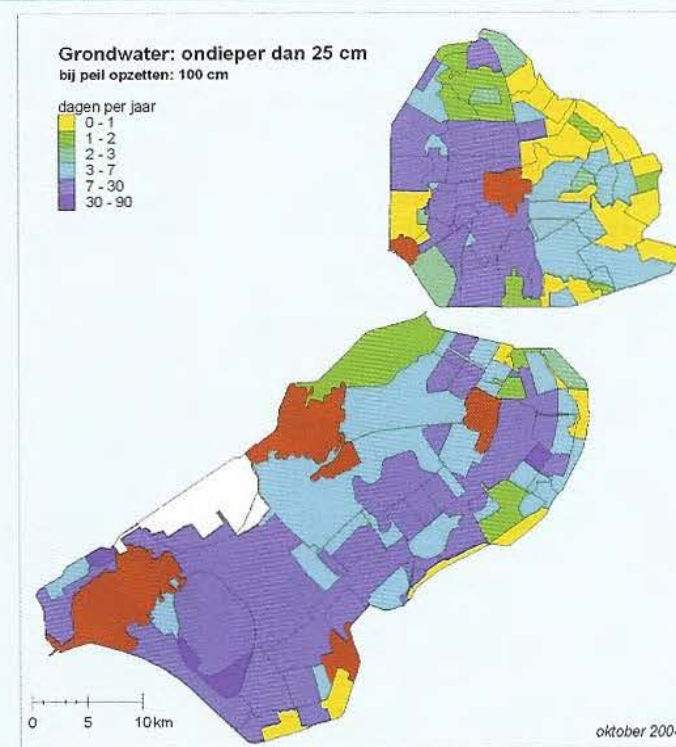 Grondwater: ondieper dan 25 cm
bij peil opzetten: 100 cm
dagen per jaar
0 - 1
1 - 2
2 - 3
3 - 7
7 - 30
30 - 90
0 5 10km
oktober